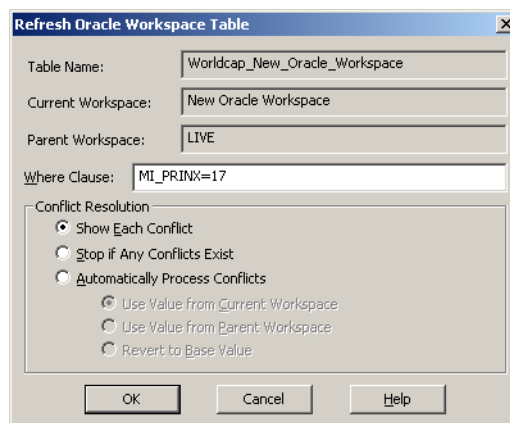 Refresh Oracle Workspace Table
Table Name: Worldcap_New_Oracle_Workspace
Current Workspace: New Oracle Workspace
Parent Workspace: LIVE
Where Clause: MI_PRINX=17
Conflict Resolution
Show Each Conflict
Stop if Any Conflicts Exist
Automatically Process Conflicts
Use Value from Current Workspace
Use Value from Parent Workspace
Revert to Base Value
OK Cancel Help